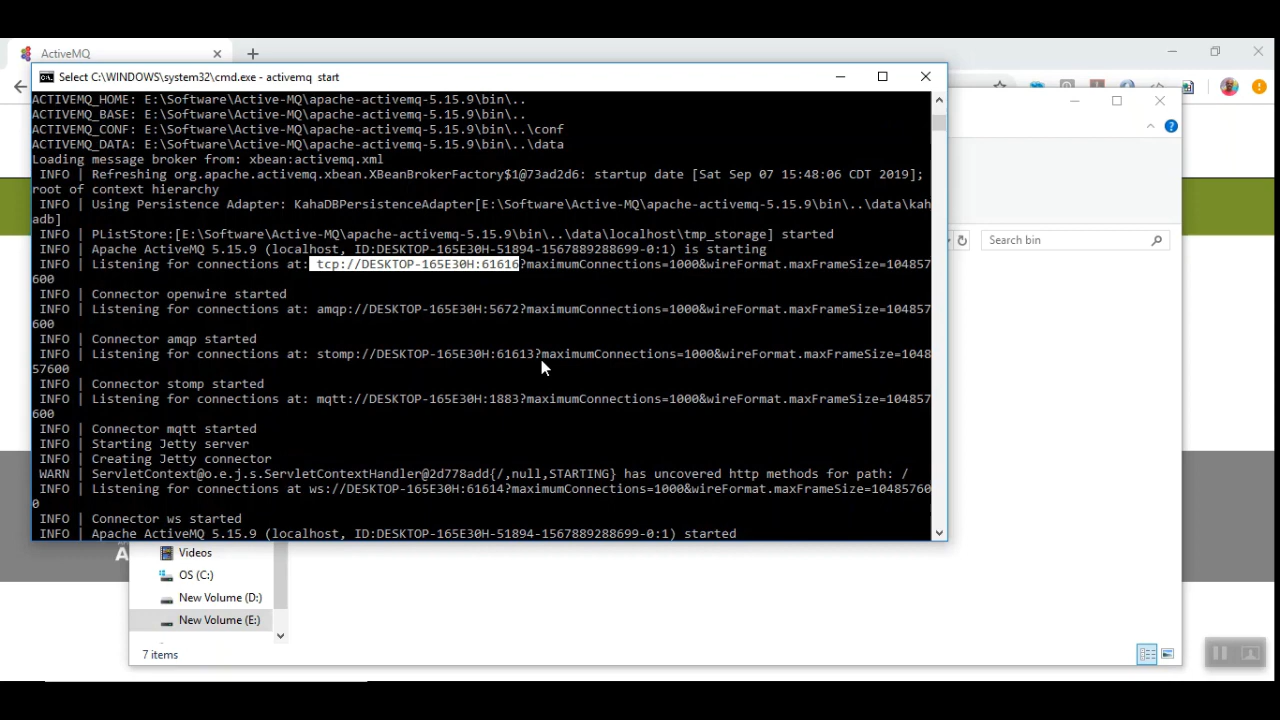 ActiveMQ
Select C:\WINDOWS\system32\cmd.exe - activemq start
ACTIVEMQ_HOME: E:\Software\Active-MQ\apache-activemq-5.15.9\bin\..
ACTIVEMQ_BASE: E:\Software\Active-MQ\apache-activemq-5.15.9\bin\..
ACTIVEMQ_CONF: E:\Software\Active-MQ\apache-activemq-5.15.9\bin\..\conf
ACTIVEMQ_DATA: E:\Software\Active-MQ\apache-activemq-5.15.9\bin\..\data
Loading message broker from: xbean:activemq.xml
INFO | Refreshing org.apache.activemq.xbean.XBeanBrokerFactory$1@73ad2d6: startup date [Sat Sep 07 15:48:06 CDT 2019];
root of context hierarchy
INFO | Using Persistence Adapter: KahaDBPersistenceAdapter[E:\Software\Active-MQ\apache-activemq-5.15.9\bin\..\data\kah
adb]
INFO | PListStore:[E:\Software\Active-MQ\apache-activemq-5.15.9\bin\..\data\localhost\tmp_storage] started
INFO | Apache ActiveMQ 5.15.9 (localhost, ID:DESKTOP-165E30H-51894-1567889288699-0:1) is starting
INFO | Listening for connections at: tcp://DESKTOP-165E30H:61616?maximumConnections=1000&wireFormat.maxFrameSize=104857
600
INFO | Connector openwire started
INFO | Listening for connections at: amqp://DESKTOP-165E30H:5672?maximumConnections=1000&wireFormat.maxFrameSize=104857
600
INFO | Connector amqp started
INFO | Listening for connections at: stomp://DESKTOP-165E30H:61613?maximumConnections=1000&wireFormat.maxFrameSize=1048
57600
INFO | Connector stomp started
INFO | Listening for connections at: mqtt://DESKTOP-165E30H:1883?maximumConnections=1000&wireFormat.maxFrameSize=104857
600
INFO | Connector mqtt started
INFO | Starting Jetty server
INFO | Creating Jetty connector
WARN | ServletContext@o.e.j.s.ServletContextHandler@2d778add{/,null,STARTING} has uncovered http methods for path: /
INFO | Listening for connections at ws://DESKTOP-165E30H:61614?maximumConnections=1000&wireFormat.maxFrameSize=10485760
0
INFO | Connector ws started
INFO | Apache ActiveMQ 5.15.9 (localhost, ID:DESKTOP-165E30H-51894-1567889288699-0:1) started
Search bin
Videos
OS (C:)
New Volume (D:)
New Volume (E:)
7 items